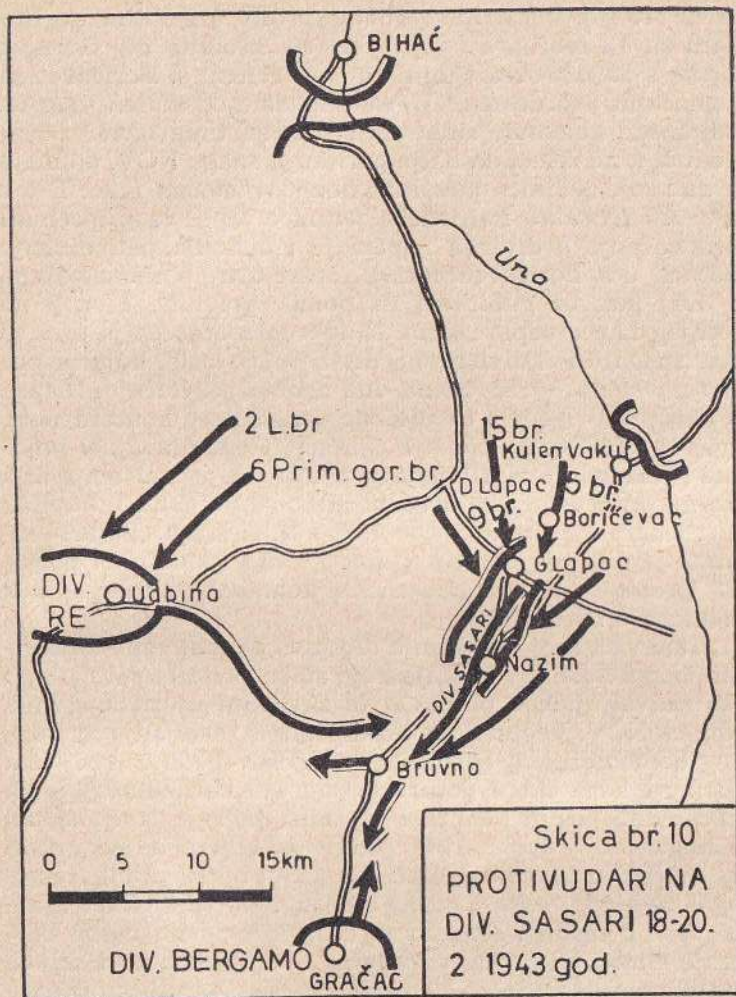 BIHAĆ
Una
2 L.br
6 Prim.gor.br.
15 br.
Kulen Vakuf
D Lapac
5 br.
9 br.
Boričevac
G Lapac
DIV.
RE
Udbina
DIV. SASARI
Nazim
Bruvno
0 5 10 15km
DIV. BERGAMO
GRAČAC
Skica br. 10
PROTIVUDAR NA
DIV. SASARI 18-20.
2 1943 god.